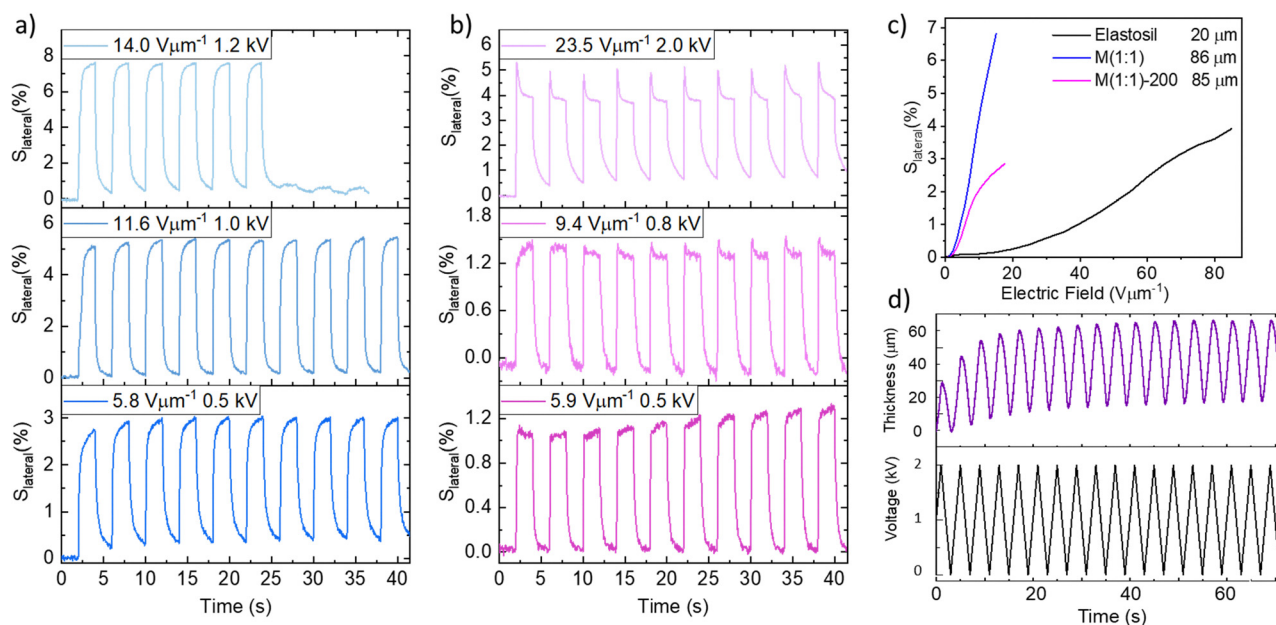 a)
14.0 Vμm⁻¹ 1.2 kV
S_lateral(%)
8
6
4
2
0
11.6 Vμm⁻¹ 1.0 kV
S_lateral(%)
6
4
2
0
5.8 Vμm⁻¹ 0.5 kV
S_lateral(%)
3
2
1
0
0 5 10 15 20 25 30 35 40
Time (s)
b)
23.5 Vμm⁻¹ 2.0 kV
S_lateral(%)
6
5
4
3
2
1
0
9.4 Vμm⁻¹ 0.8 kV
S_lateral(%)
1.8
1.2
0.6
0.0
5.9 Vμm⁻¹ 0.5 kV
S_lateral(%)
1.2
0.8
0.4
0.0
0 5 10 15 20 25 30 35 40
Time (s)
c)
Elastosil 20 μm
M(1:1) 86 μm
M(1:1)-200 85 μm
S_lateral(%)
7
6
5
4
3
2
1
0
0 20 40 60 80
Electric Field (Vμm⁻¹)
d)
Thickness (μm)
60
40
20
0
Voltage (kV)
2
1
0
0 20 40 60
Time (s)